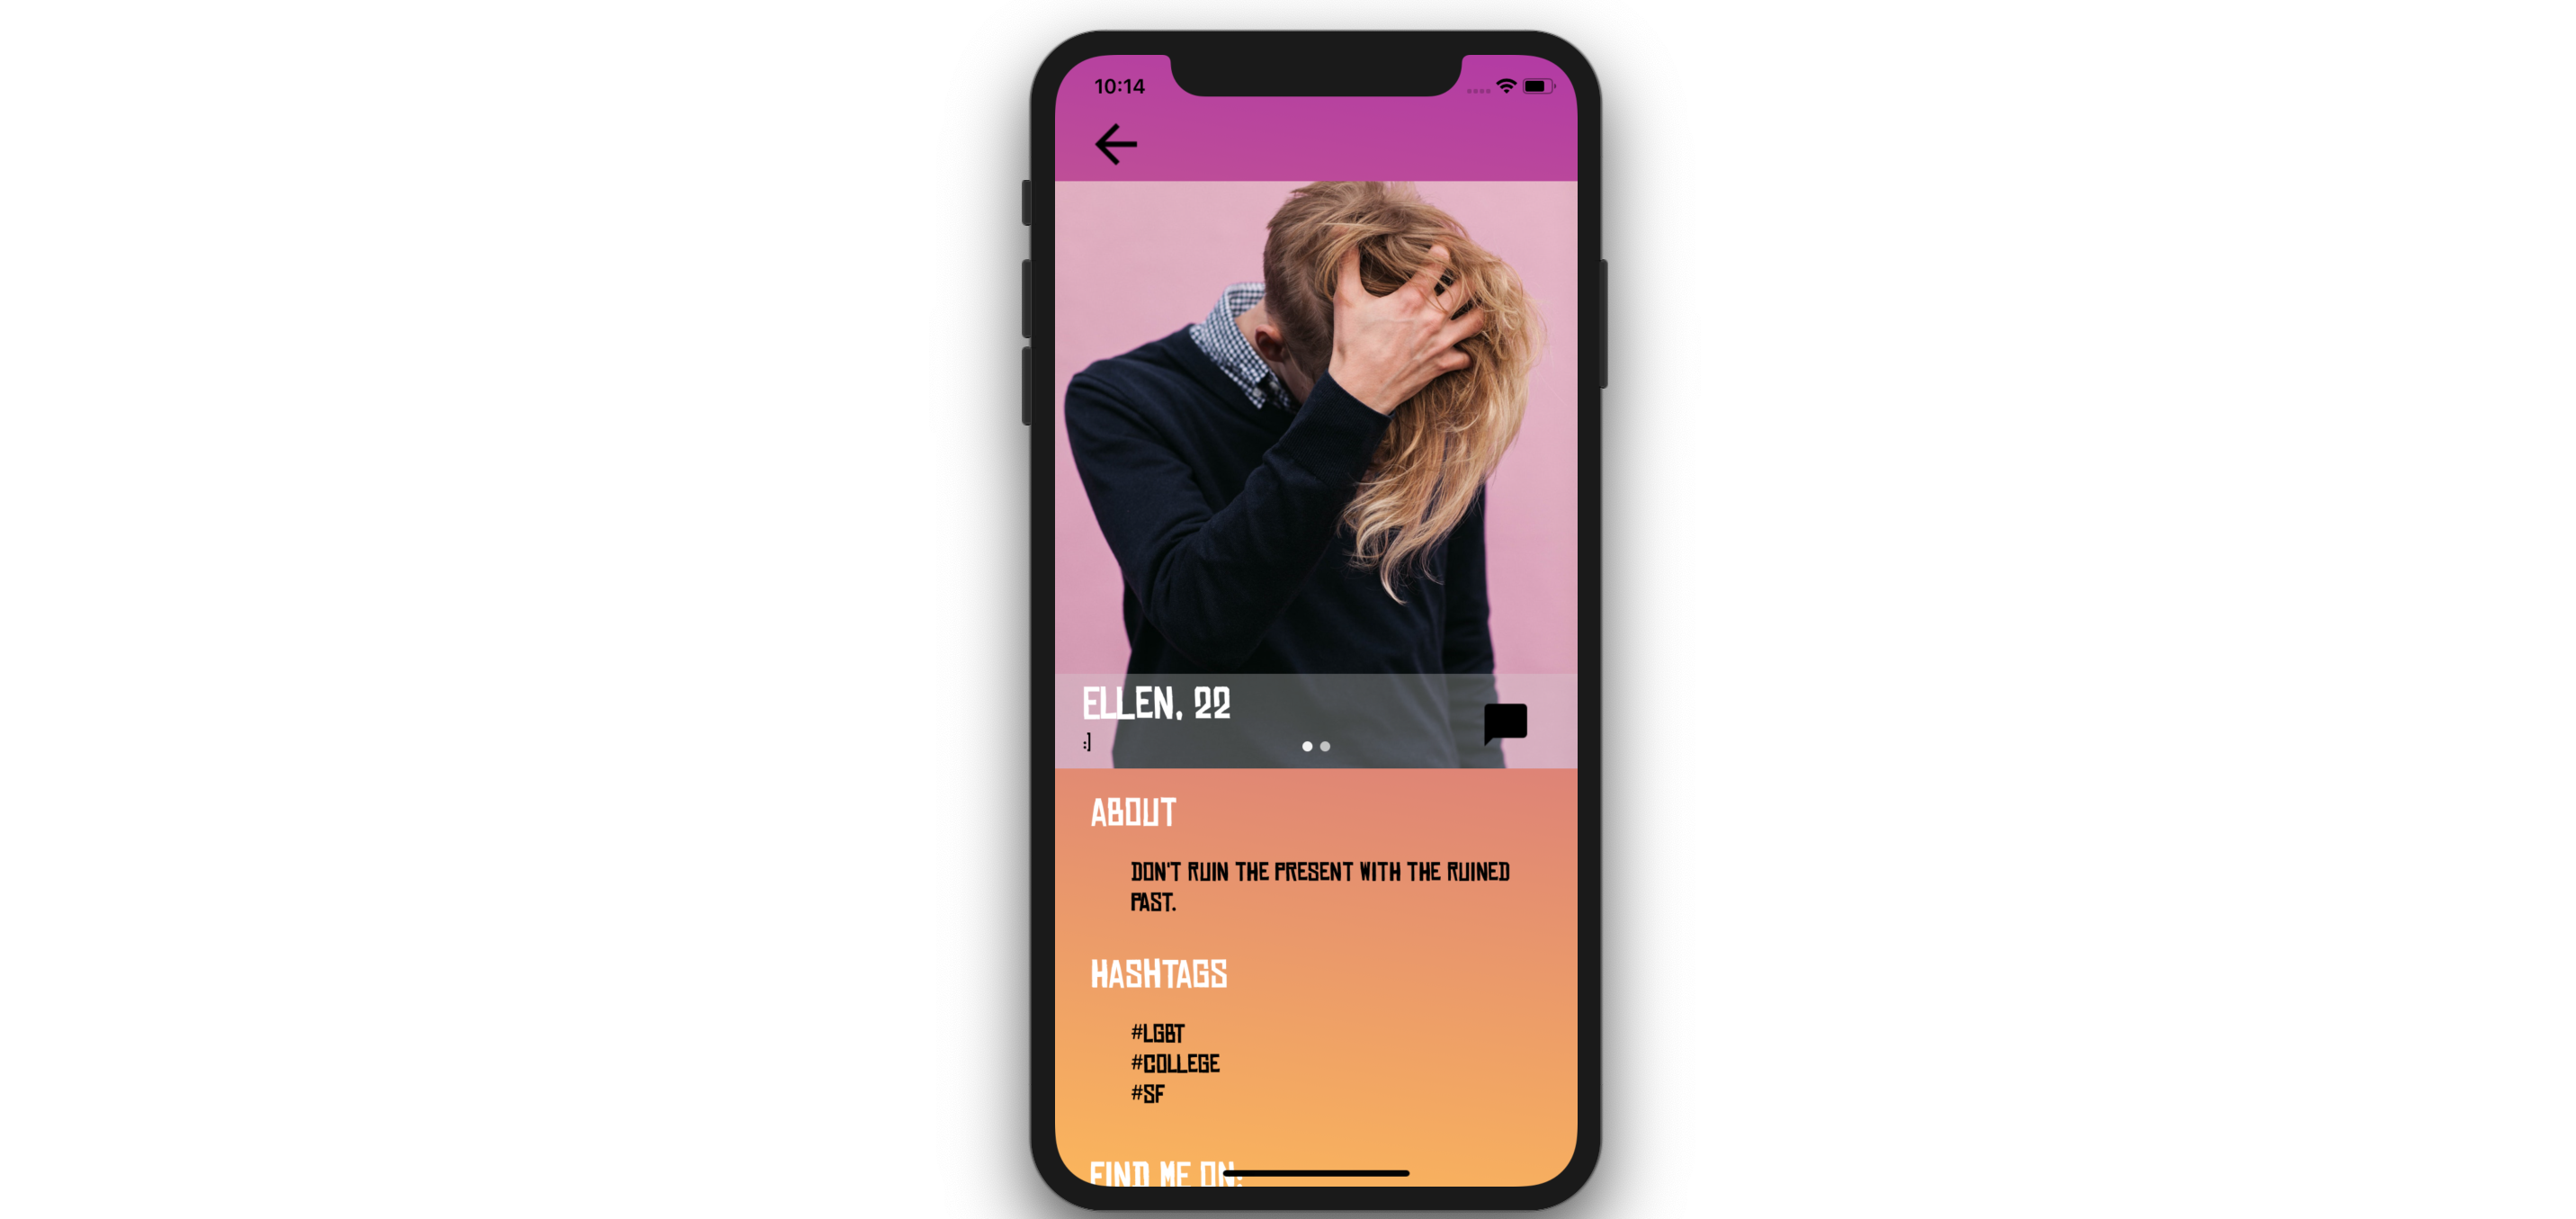 10:14
ELLEN, 22
:]
ABOUT
DON'T RUIN THE PRESENT WITH THE RUINED
PAST.
HASHTAGS
#LGBT
#COLLEGE
#SF
FIND ME ON: